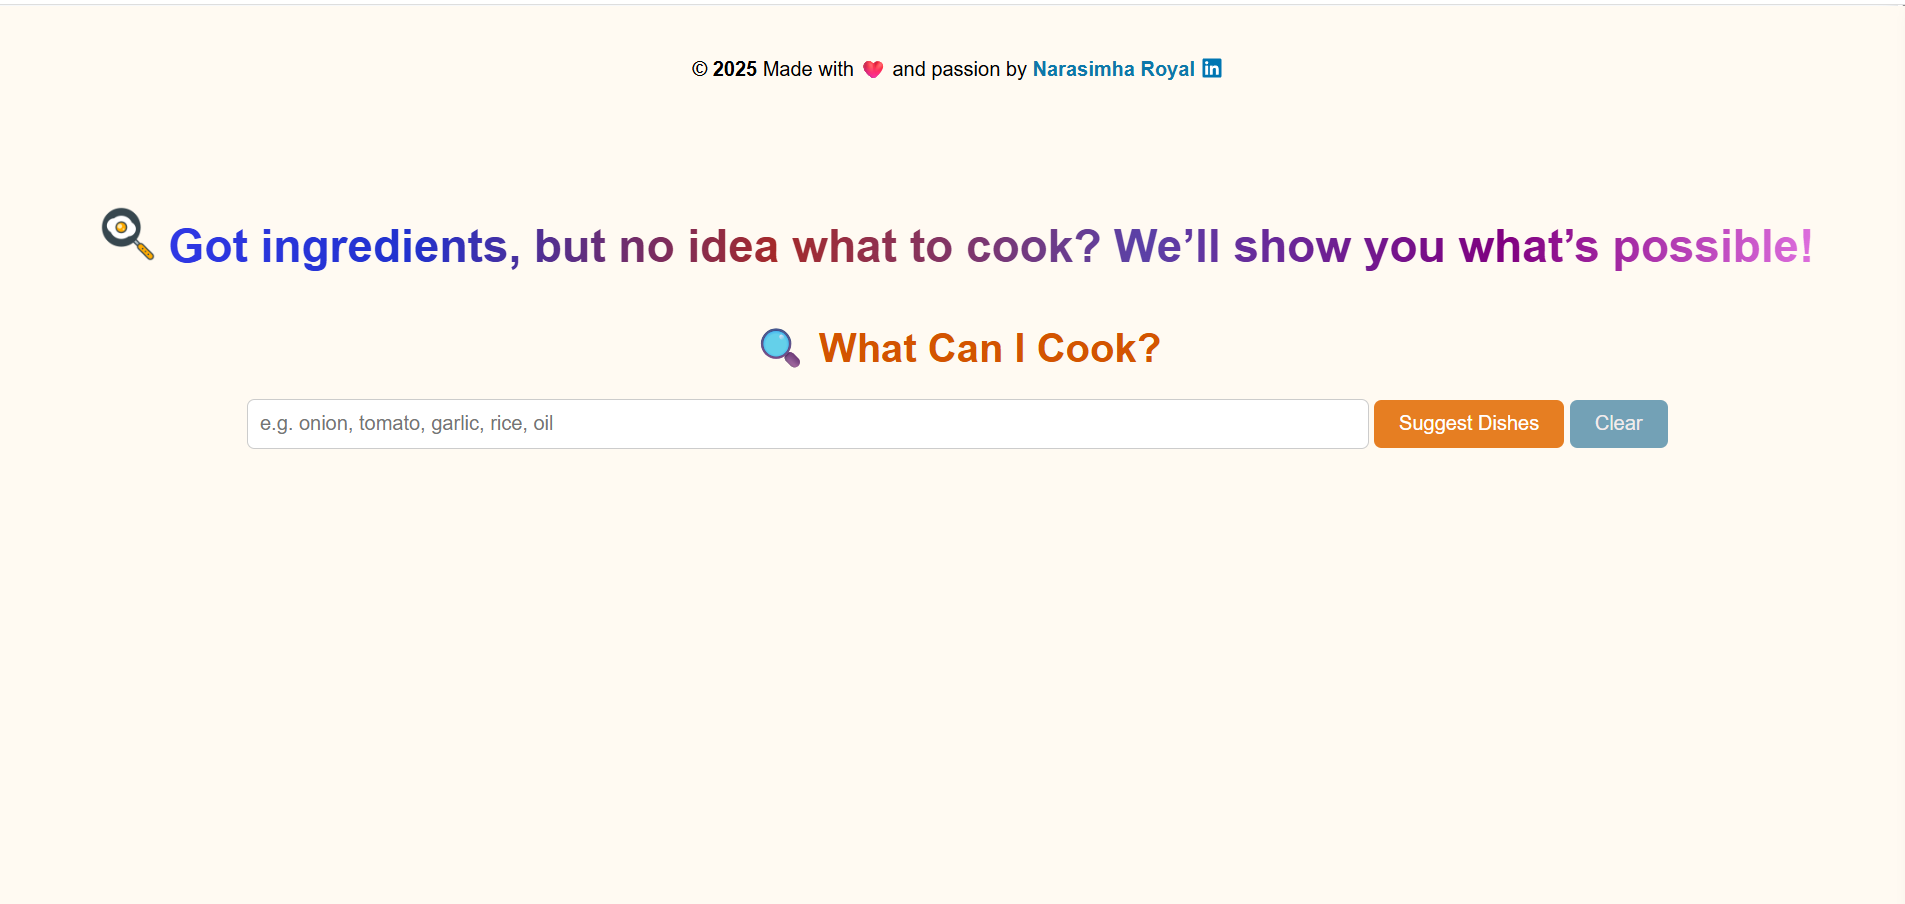 © 2025 Made with ❤️ and passion by Narasimha Royal in
Got ingredients, but no idea what to cook? We’ll show you what’s possible!
What Can I Cook?
e.g. onion, tomato, garlic, rice, oil Suggest Dishes Clear